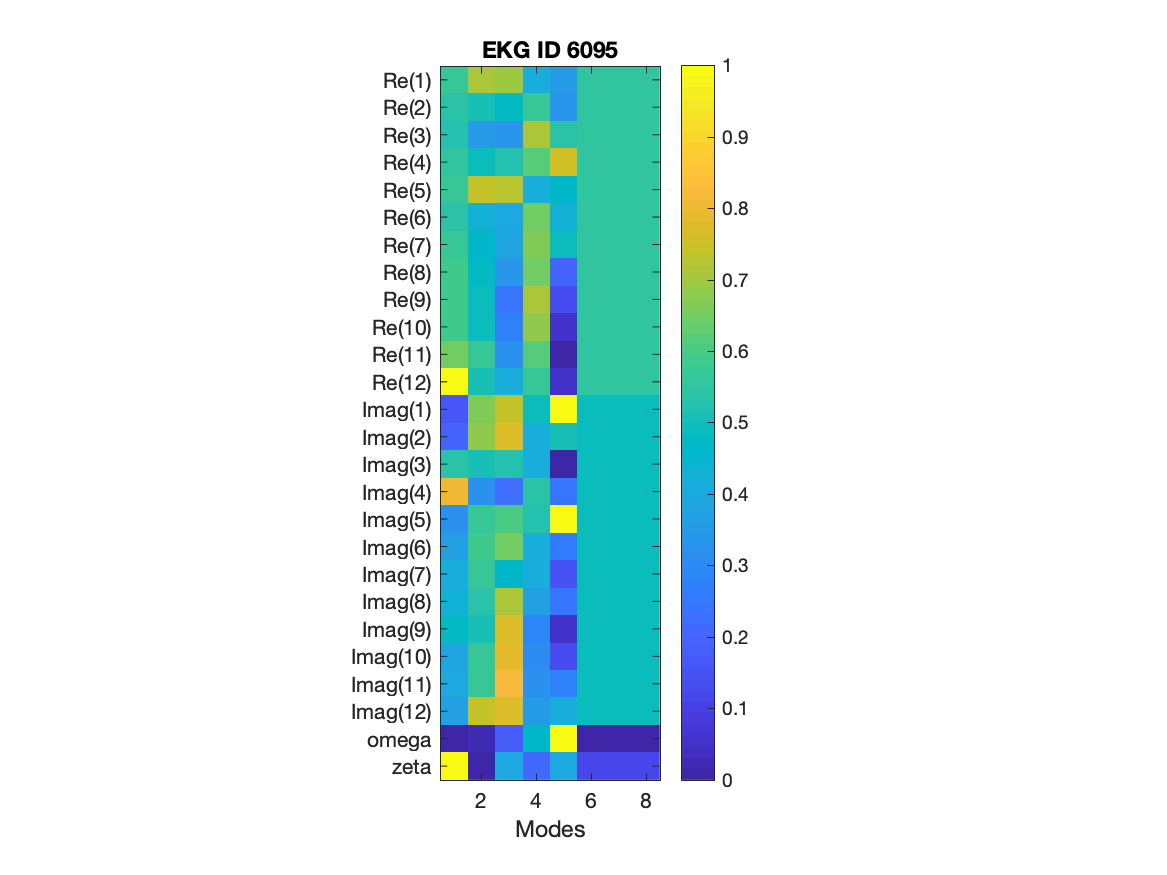 EKG ID 6095
Re(1)
Re(2)
Re(3)
Re(4)
Re(5)
Re(6)
Re(7)
Re(8)
Re(9)
Re(10)
Re(11)
Re(12)
Imag(1)
Imag(2)
Imag(3)
Imag(4)
Imag(5)
Imag(6)
Imag(7)
Imag(8)
Imag(9)
Imag(10)
Imag(11)
Imag(12)
omega
zeta
2 4 6 8
Modes
1
0.9
0.8
0.7
0.6
0.5
0.4
0.3
0.2
0.1
0